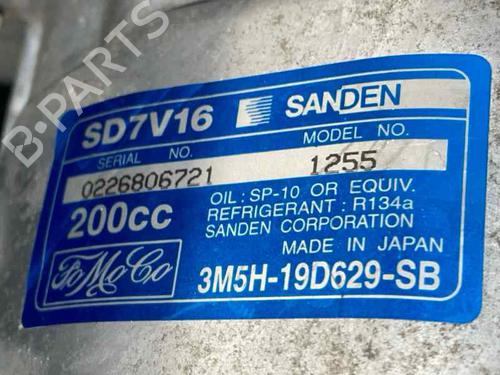 B-PARTS
SD7V16 SANDEN
SERIAL NO. MODEL NO.
0226806721 1255
200CC
OIL : SP-10 OR EQUIV.
REFRIGERANT : R134a
SANDEN CORPORATION
MADE IN JAPAN
FoMoCo
3M5H-19D629-SB